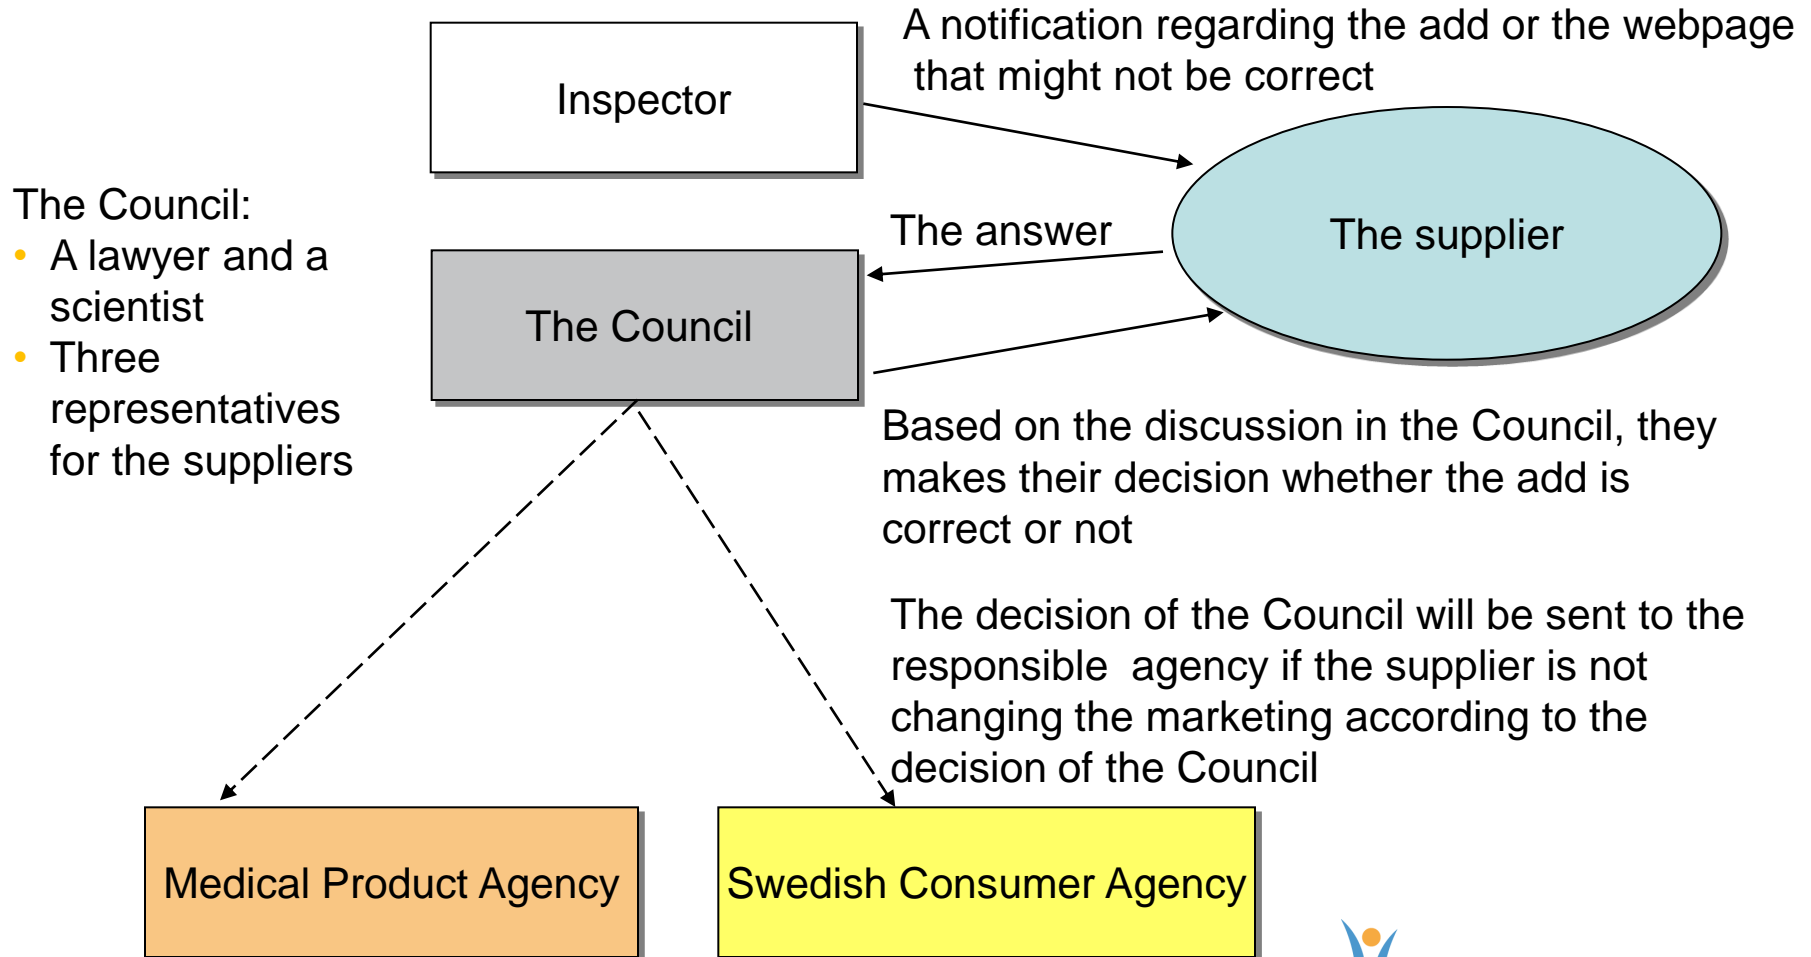 A notification regarding the add or the webpage
that might not be correct
Inspector
The Council:
• A lawyer and a
scientist
• Three
representatives
for the suppliers
The answer
The supplier
The Council
Based on the discussion in the Council, they
makes their decision whether the add is
correct or not
The decision of the Council will be sent to the
responsible  agency if the supplier is not
changing the marketing according to the
decision of the Council
Medical Product Agency
Swedish Consumer Agency